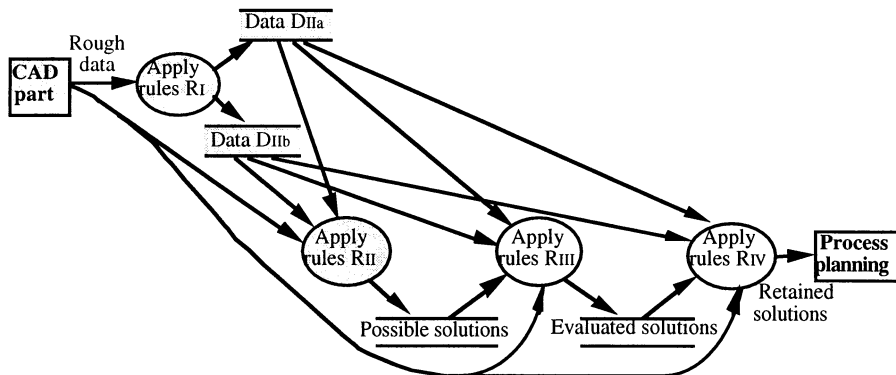 Data DIIa
Rough
data
CAD
part
Apply
rules RI
Data DIIb
Apply
rules RII
Apply
rules RIII
Apply
rules RIV
Process
planning
Retained
solutions
Possible solutions
Evaluated solutions